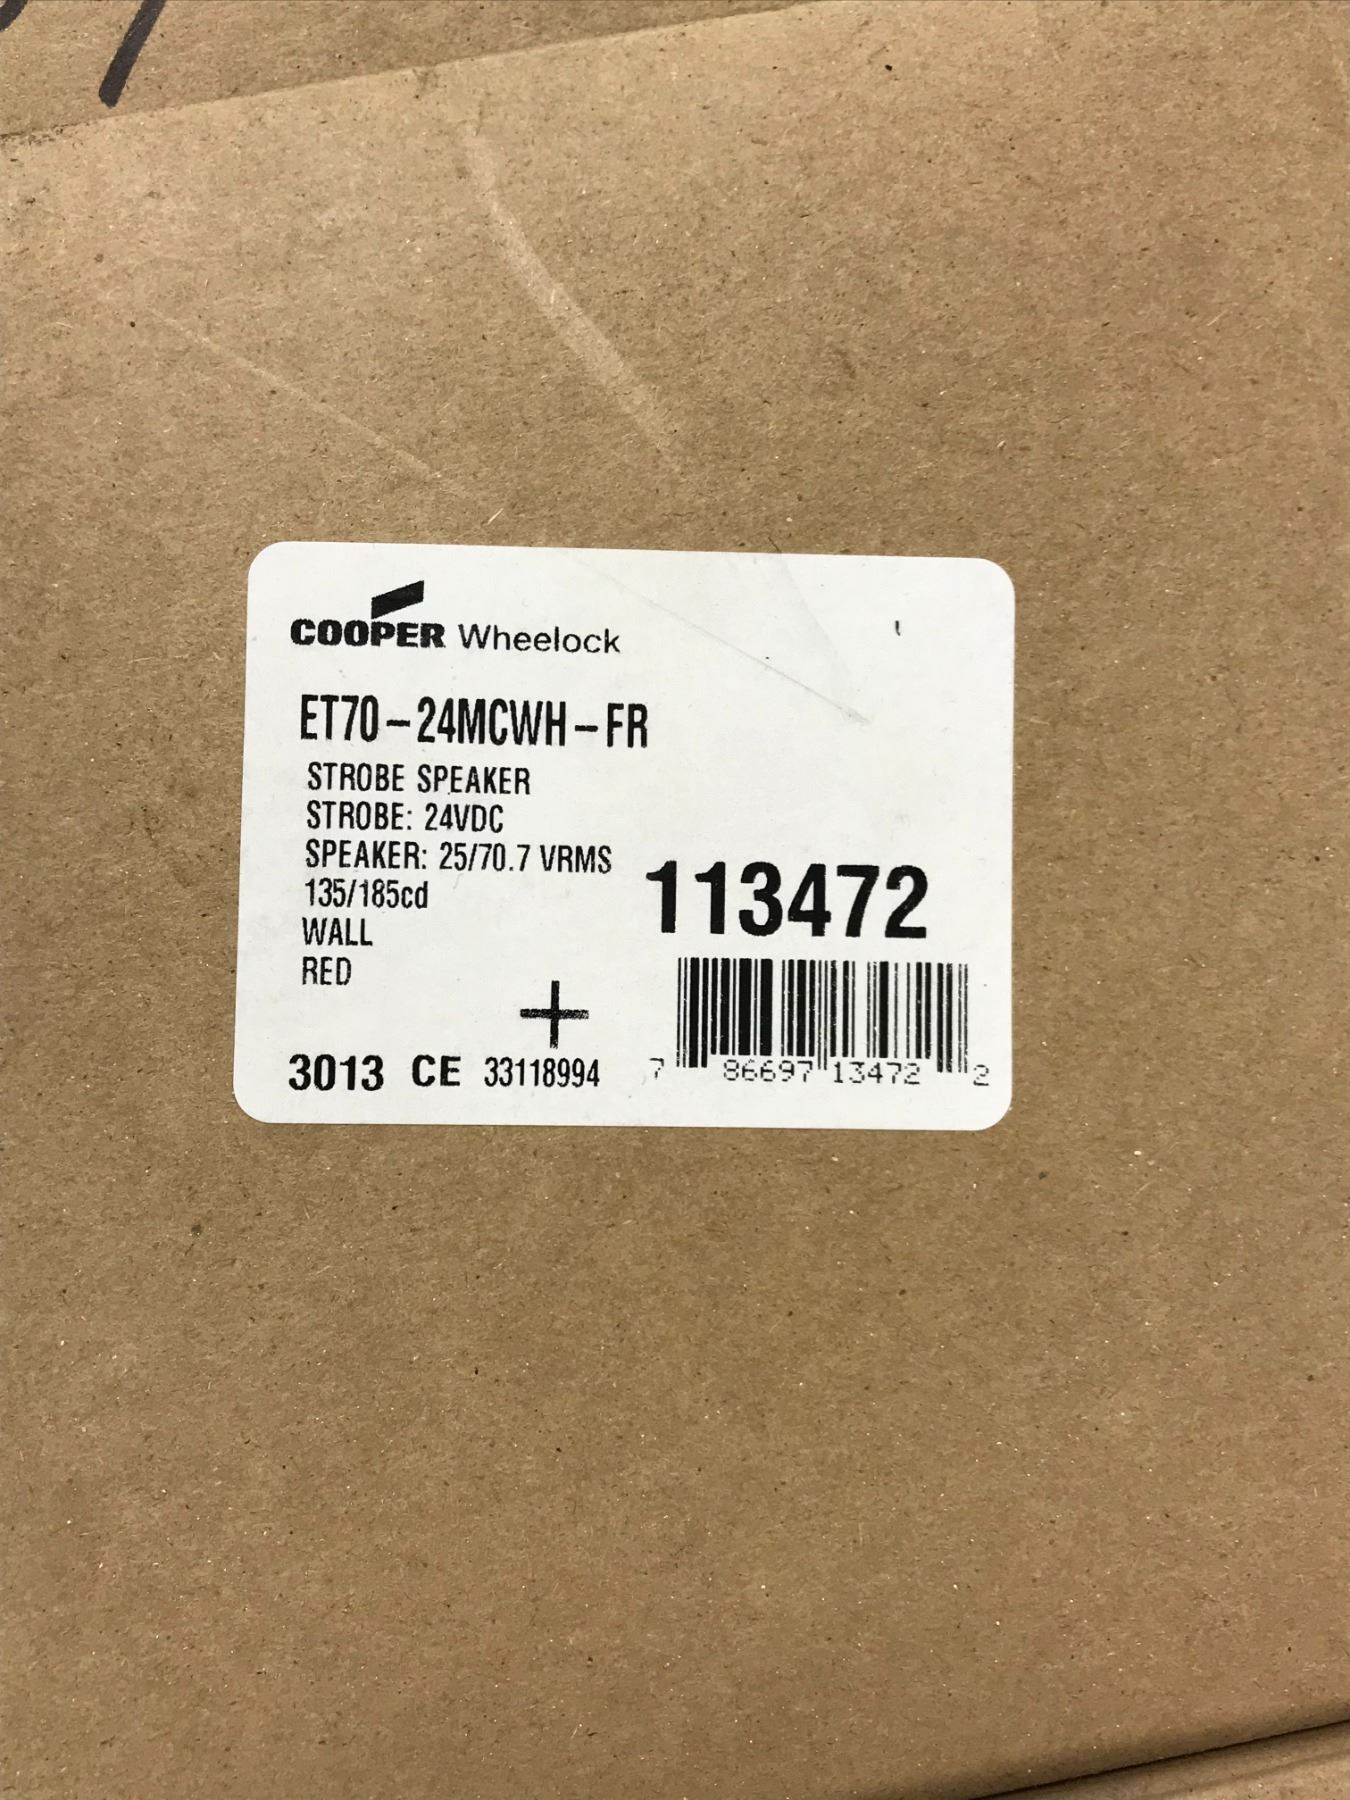 COOPER Wheelock
ET70-24MCWH-FR
STROBE SPEAKER
STROBE: 24VDC
SPEAKER: 25/70.7 VRMS
135/185cd
WALL
RED
113472
3013 CE 33118994
7 86697 13472 2